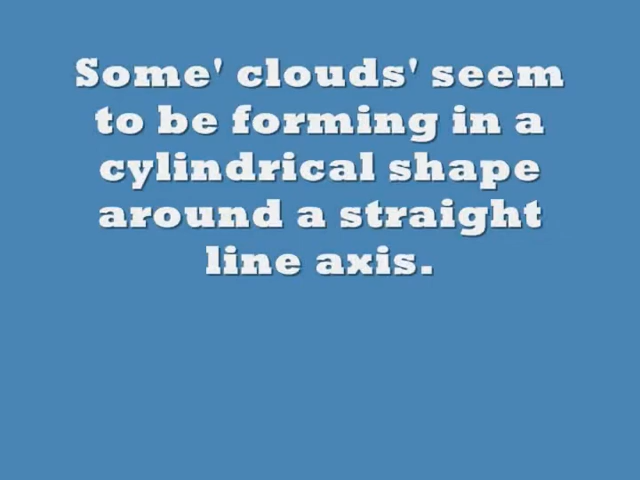 Some' clouds' seem
to be forming in a
cylindrical shape
around a straight
line axis.